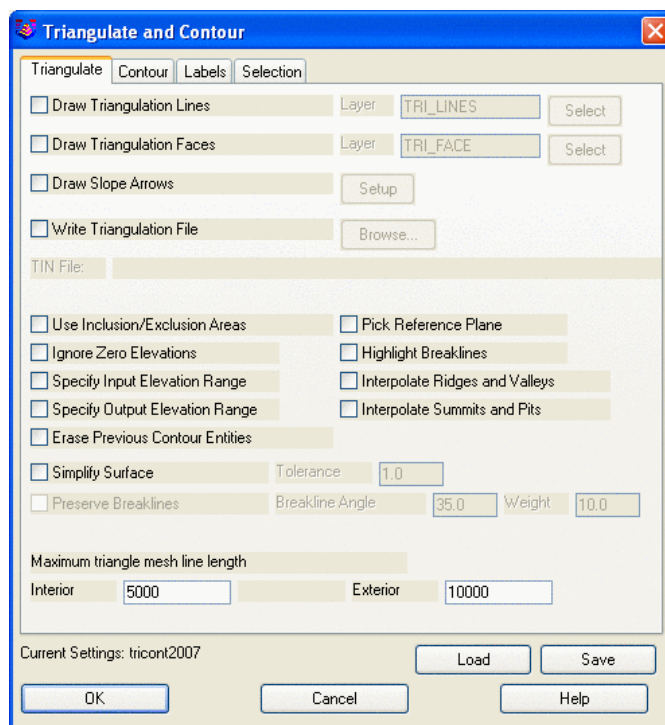 Triangulate and Contour
Triangulate Contour Labels Selection
Draw Triangulation Lines Layer TRI_LINES Select
Draw Triangulation Faces Layer TRI_FACE Select
Draw Slope Arrows Setup
Write Triangulation File Browse...
TIN File:
Use Inclusion/Exclusion Areas Pick Reference Plane
Ignore Zero Elevations Highlight Breaklines
Specify Input Elevation Range Interpolate Ridges and Valleys
Specify Output Elevation Range Interpolate Summits and Pits
Erase Previous Contour Entities
Simplify Surface Tolerance 1.0
Preserve Breaklines Breakline Angle 35.0 Weight 10.0
Maximum triangle mesh line length
Interior 5000 Exterior 10000
Current Settings: tricont2007 Load Save
OK Cancel Help